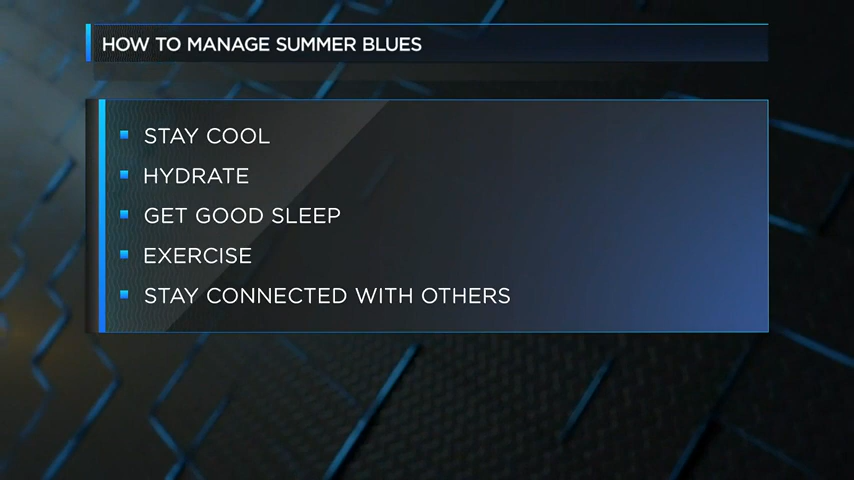 HOW TO MANAGE SUMMER BLUES
STAY COOL
HYDRATE
GET GOOD SLEEP
EXERCISE
STAY CONNECTED WITH OTHERS